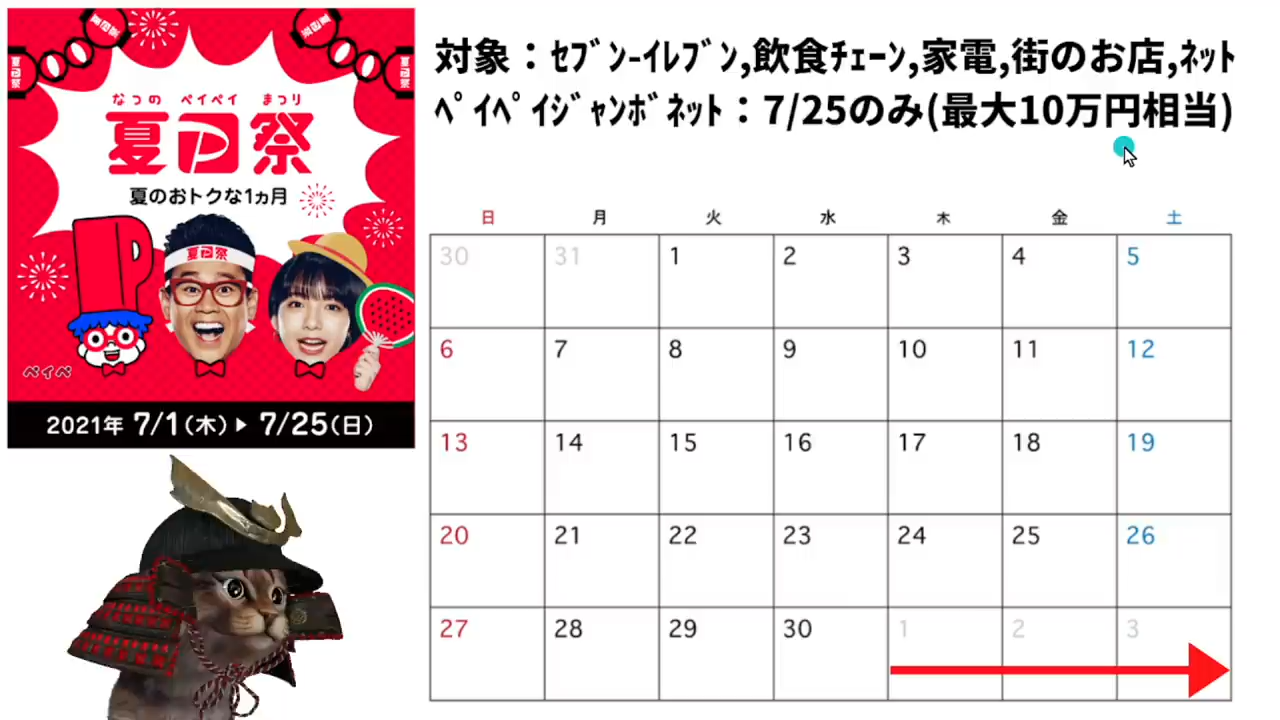 対象：ｾﾌﾞﾝ-ｲﾚﾌﾞﾝ,飲食ﾁｪｰﾝ,家電,街のお店,ﾈｯﾄ
ﾍﾟｲﾍﾟｲｼﾞｬﾝﾎﾞﾈｯﾄ：7/25のみ(最大10万円相当)
なつの ペイペイ まつり
夏P祭
夏のおトクな1ヵ月
夏P祭
ペイペイ
2021年 7/1(木)▶7/25(日)
日 月 火 水 木 金 土
30 31 1 2 3 4 5
6 7 8 9 10 11 12
13 14 15 16 17 18 19
20 21 22 23 24 25 26
27 28 29 30 1 2 3